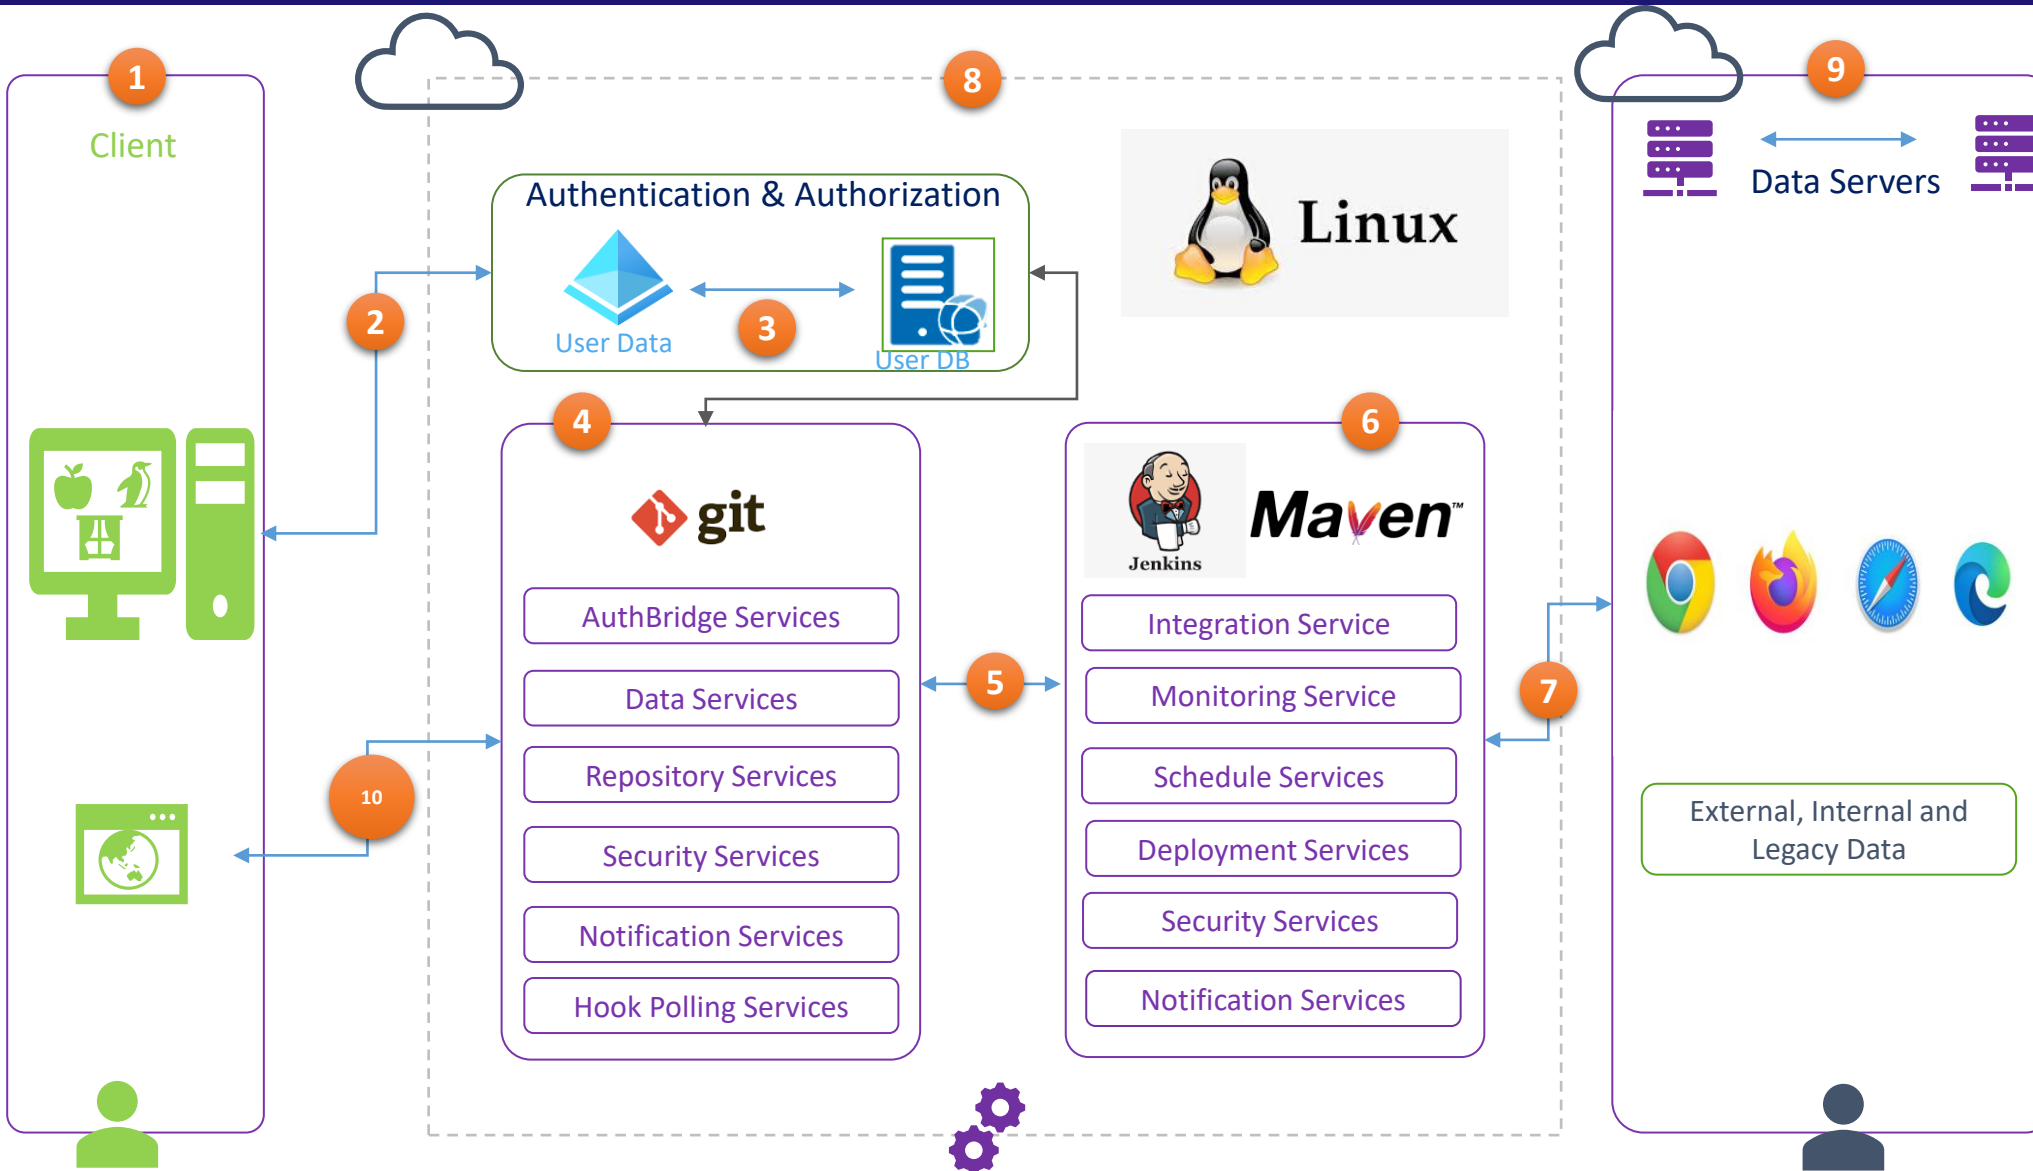 1
8
9
Client
Linux
Data Servers
Authentication & Authorization
2
3
User Data
User DB
4
6
git
Jenkins
Maven™
AuthBridge Services
Data Services
Repository Services
Security Services
Notification Services
Hook Polling Services
5
Integration Service
Monitoring Service
Schedule Services
Deployment Services
Security Services
Notification Services
7
10
External, Internal and
Legacy Data